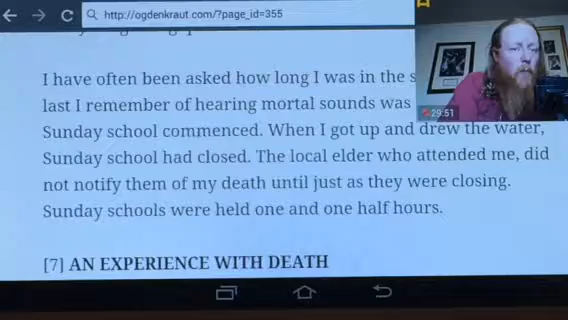 http://ogdenkraut.com/?page_id=355
I have often been asked how long I was in the s
last I remember of hearing mortal sounds was
Sunday school commenced. When I got up and drew the water,
Sunday school had closed. The local elder who attended me, did
not notify them of my death until just as they were closing.
Sunday schools were held one and one half hours.
[7] AN EXPERIENCE WITH DEATH
29:51